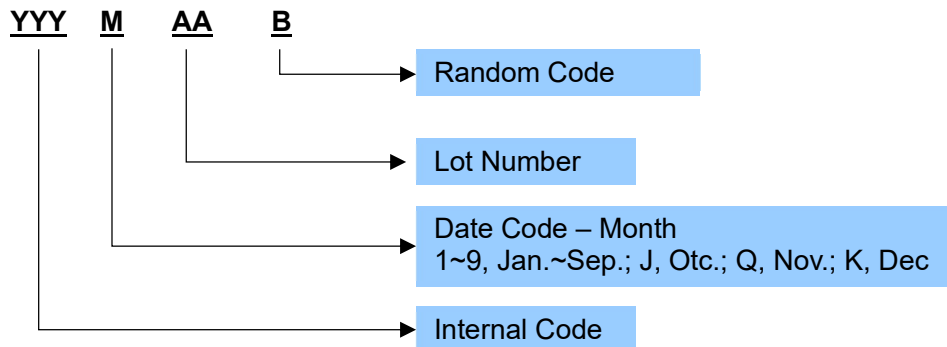 YYY M AA B
Random Code
Lot Number
Date Code – Month
1~9, Jan.~Sep.; J, Otc.; Q, Nov.; K, Dec
Internal Code